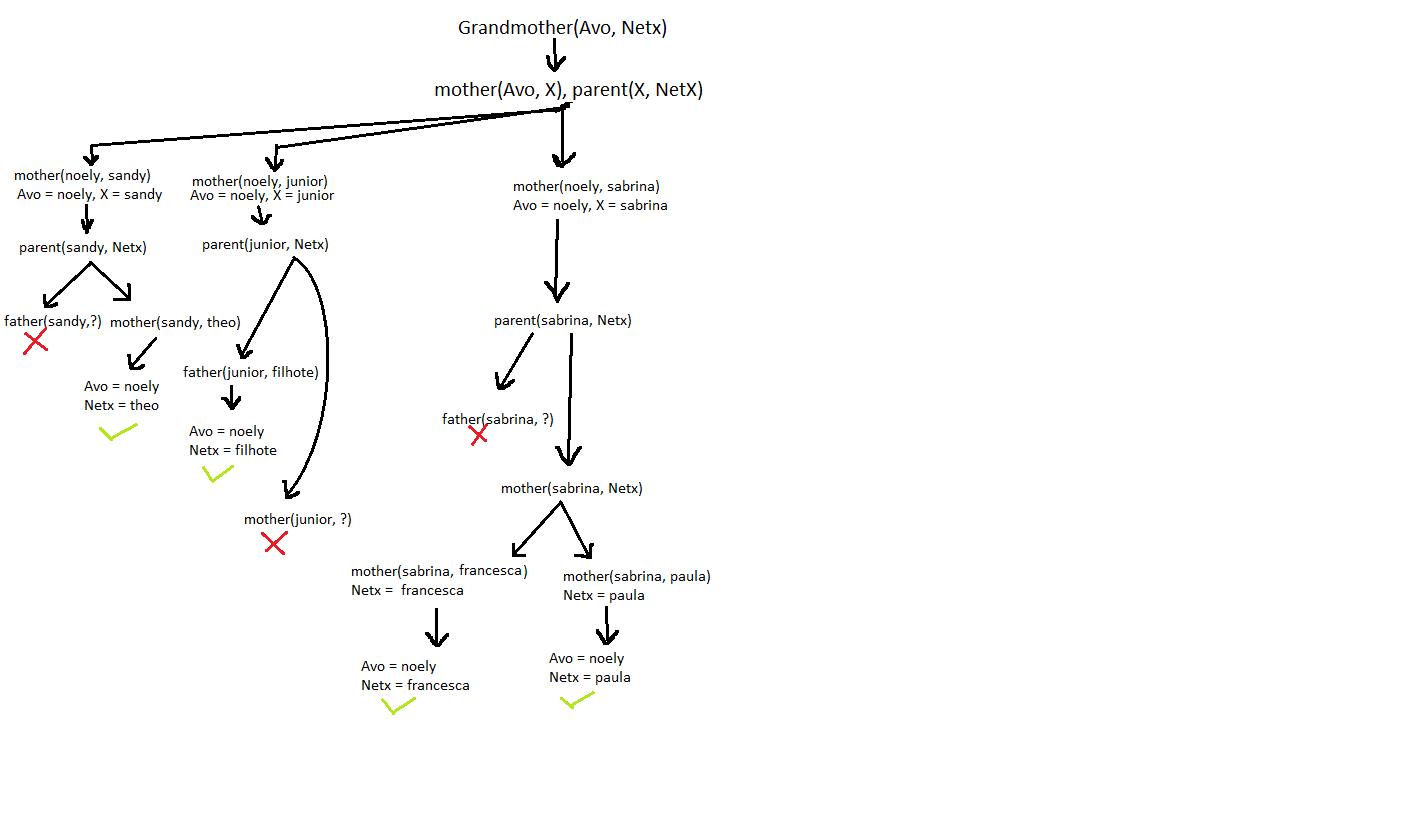 Grandmother(Avo, Netx)
mother(Avo, X), parent(X, NetX)
mother(noely, sandy)
Avo = noely, X = sandy
parent(sandy, Netx)
father(sandy,?)
mother(sandy, theo)
Avo = noely
Netx = theo
mother(noely, junior)
Avo = noely, X = junior
parent(junior, Netx)
father(junior, filhote)
Avo = noely
Netx = filhote
mother(junior, ?)
mother(noely, sabrina)
Avo = noely, X = sabrina
parent(sabrina, Netx)
father(sabrina, ?)
mother(sabrina, Netx)
mother(sabrina, francesca)
Netx = francesca
Avo = noely
Netx = francesca
mother(sabrina, paula)
Netx = paula
Avo = noely
Netx = paula